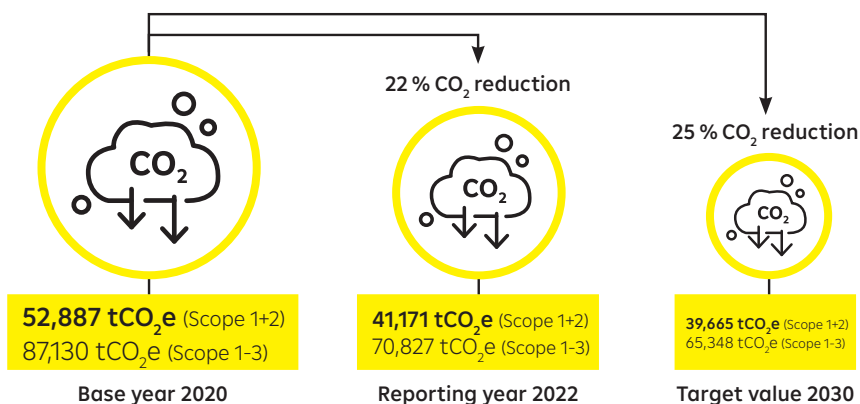 22 % CO₂ reduction
25 % CO₂ reduction
CO₂
CO₂
CO₂
52,887 tCO₂e (Scope 1+2)
87,130 tCO₂e (Scope 1-3)
41,171 tCO₂e (Scope 1+2)
70,827 tCO₂e (Scope 1-3)
39,665 tCO₂e (Scope 1+2)
65,348 tCO₂e (Scope 1-3)
Base year 2020
Reporting year 2022
Target value 2030